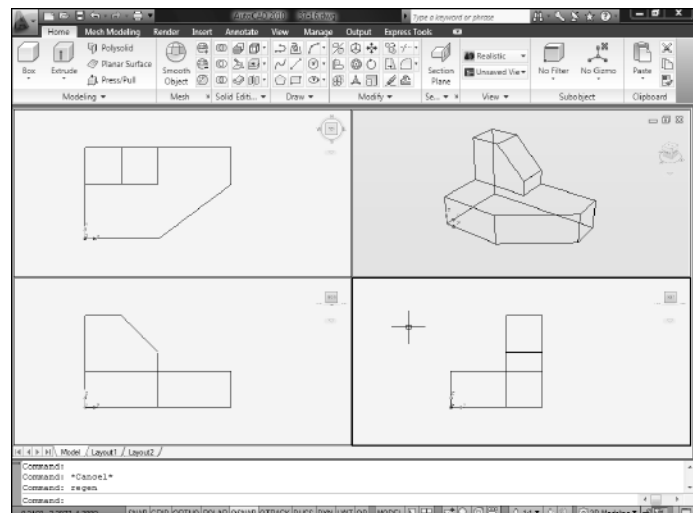 Type a keyword or phrase
Home Mesh Modeling Render Insert Annotate View Manage Output Express Tools
Box
Extrude
Polysolid
Planar Surface
Press/Pull
Smooth Object
Section Plane
Realistic
Unsaved View
No Filter
No Gizmo
Paste
Modeling
Mesh
Solid Editi...
Draw
Modify
Se...
View
Subobject
Clipboard
Model / Layout1 / Layout2 /
Command:
Command: *Cancel*
Command: regen
Command: